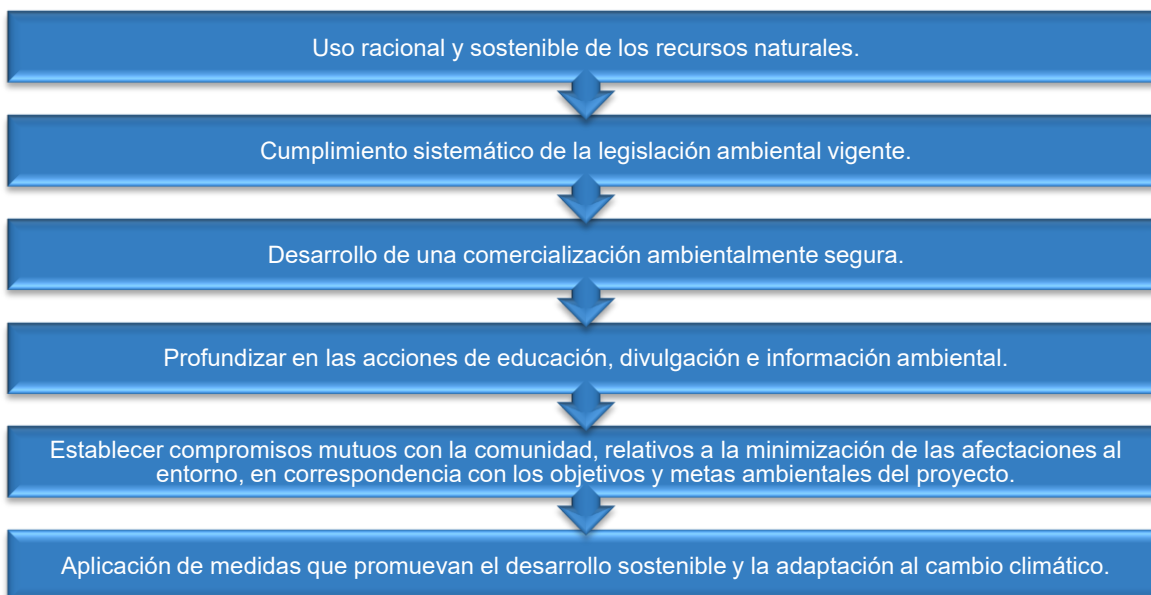 Uso racional y sostenible de los recursos naturales.
Cumplimiento sistemático de la legislación ambiental vigente.
Desarrollo de una comercialización ambientalmente segura.
Profundizar en las acciones de educación, divulgación e información ambiental.
Establecer compromisos mutuos con la comunidad, relativos a la minimización de las afectaciones al
entorno, en correspondencia con los objetivos y metas ambientales del proyecto.
Aplicación de medidas que promuevan el desarrollo sostenible y la adaptación al cambio climático.